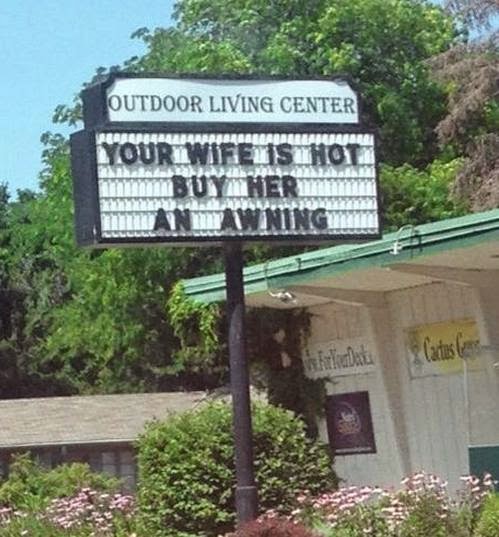 OUTDOOR LIVING CENTER
YOUR WIFE IS HOT
BUY HER
AN AWNING
Cactus